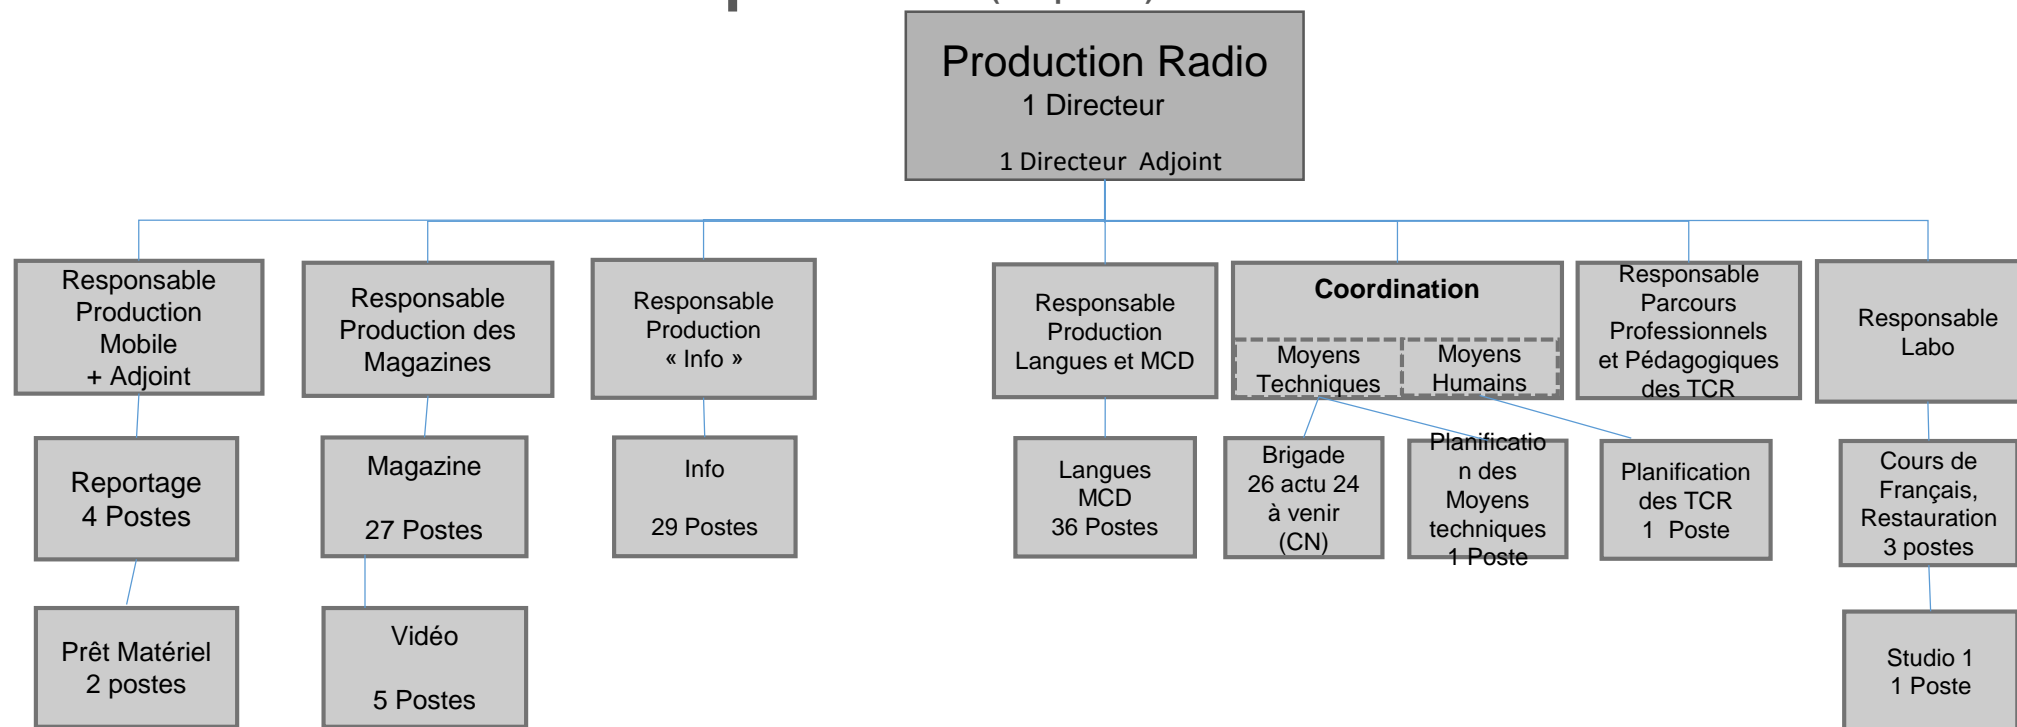 Production Radio
1 Directeur
1 Directeur Adjoint
Responsable
Production
Mobile
+ Adjoint
Responsable
Production des
Magazines
Responsable
Production
« Info »
Responsable
Production
Langues et MCD
Coordination
Moyens
Techniques
Moyens
Humains
Responsable
Parcours
Professionnels
et Pédagogiques
des TCR
Responsable
Labo
Reportage
4 Postes
Magazine
27 Postes
Info
29 Postes
Langues
MCD
36 Postes
Brigade
26 actu 24
à venir
(CN)
Planificatio
n des
Moyens
techniques
1 Poste
Planification
des TCR
1 Poste
Cours de
Français,
Restauration
3 postes
Prêt Matériel
2 postes
Vidéo
5 Postes
Studio 1
1 Poste